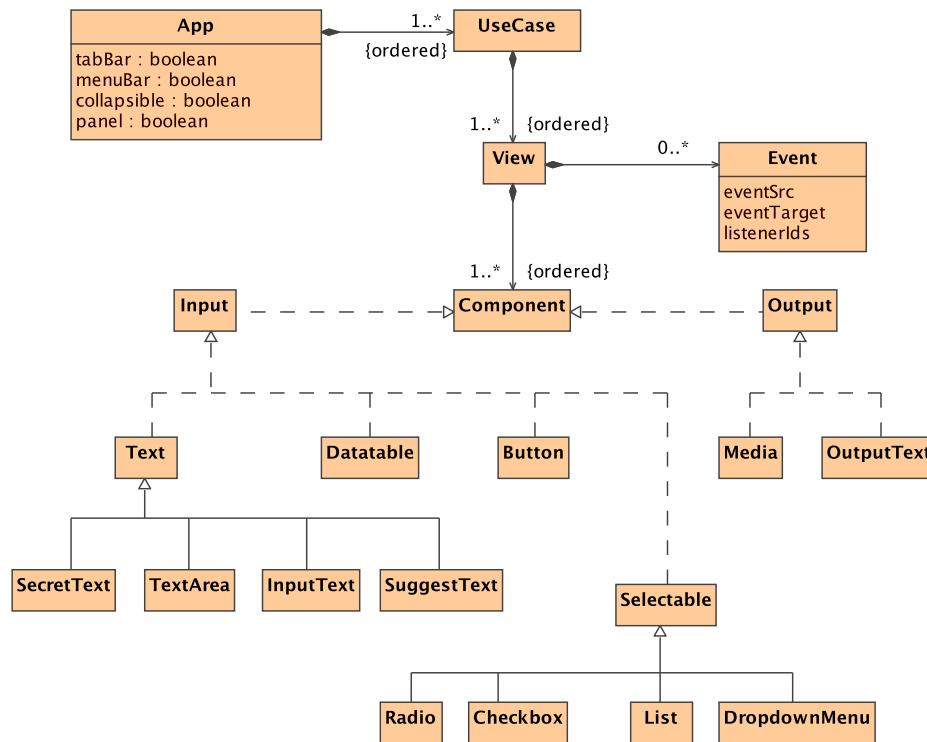 App
tabBar : boolean
menuBar : boolean
collapsible : boolean
panel : boolean
1..*
{ordered}
UseCase
1..*
{ordered}
View
0..*
Event
eventSrc
eventTarget
listenerIds
1..*
{ordered}
Input
Component
Output
Text
Datatable
Button
Media
OutputText
SecretText
TextArea
InputText
SuggestText
Selectable
Radio
Checkbox
List
DropdownMenu